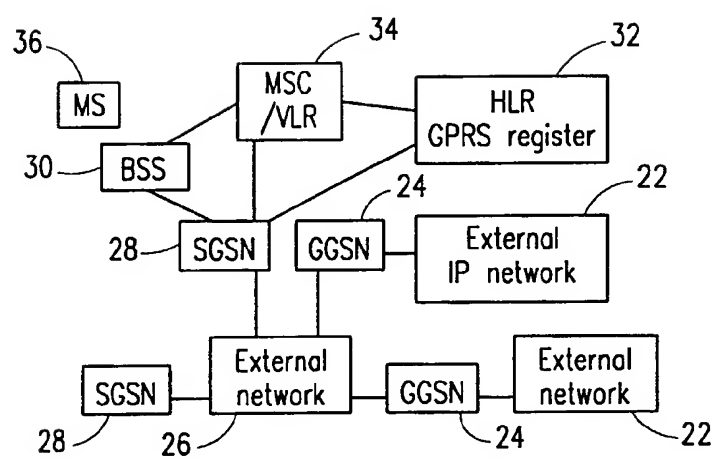 36
34
32
MS
MSC
/VLR
HLR
GPRS register
30
BSS
24
22
28
SGSN
GGSN
External
IP network
SGSN
External
network
GGSN
External
network
28
26
24
22